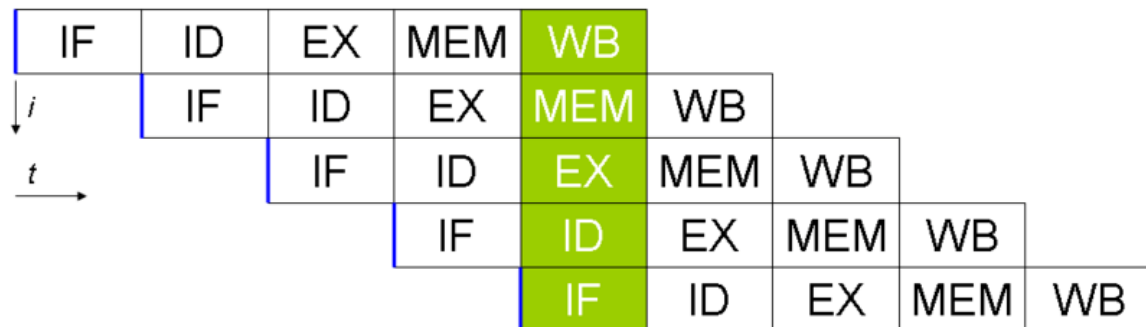 IF ID EX MEM WB
i IF ID EX MEM WB
t IF ID EX MEM WB
IF ID EX MEM WB
IF ID EX MEM WB